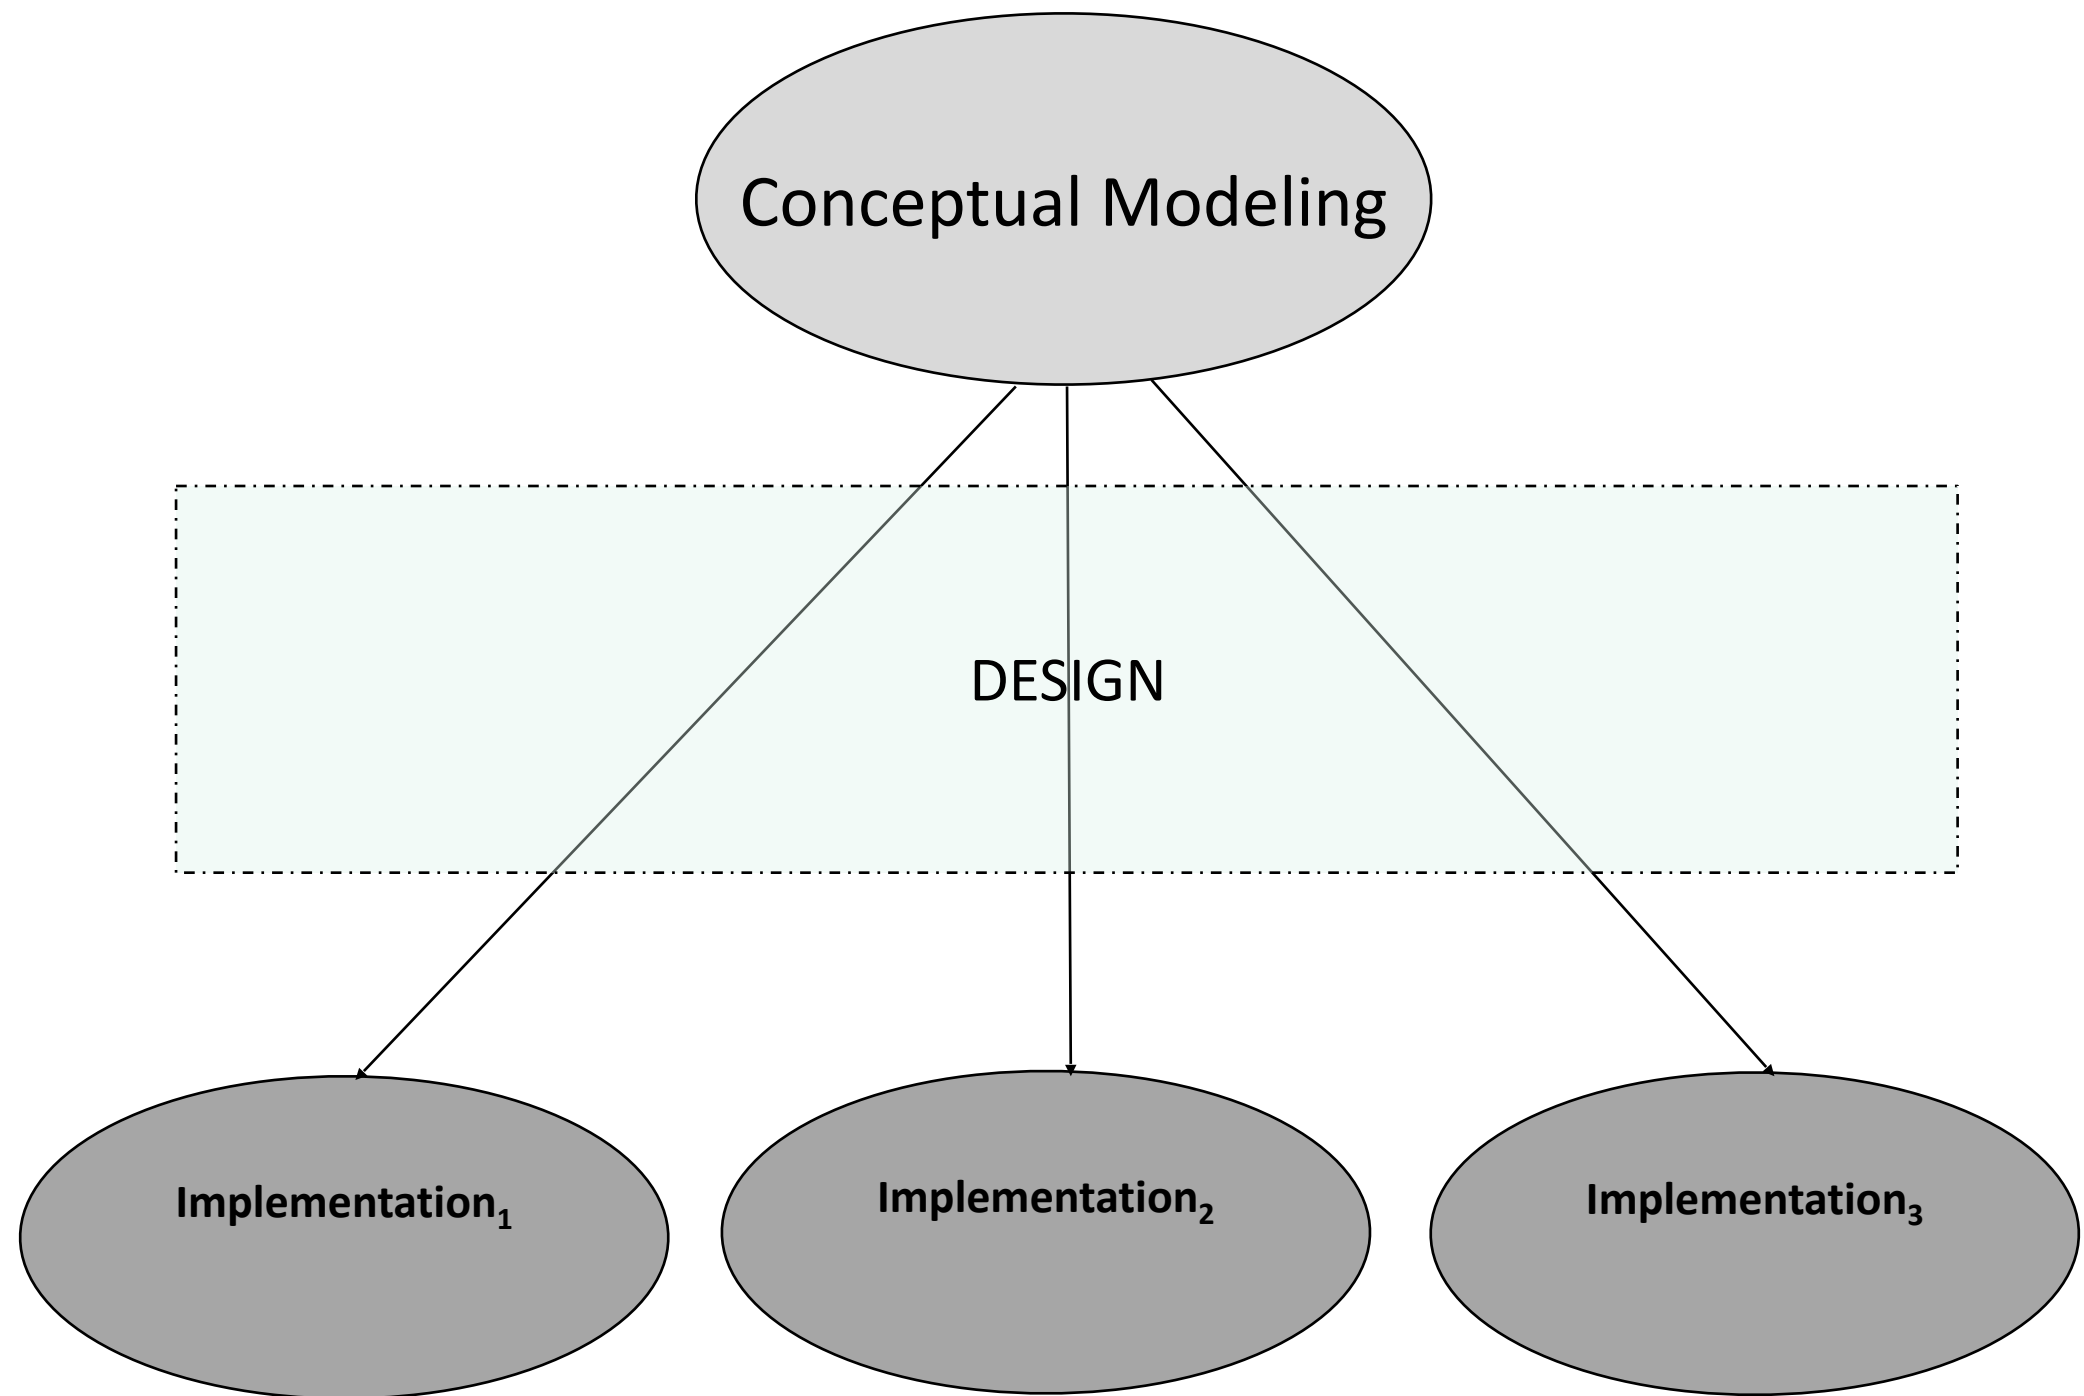 Conceptual Modeling
DESIGN
Implementation₁
Implementation₂
Implementation₃